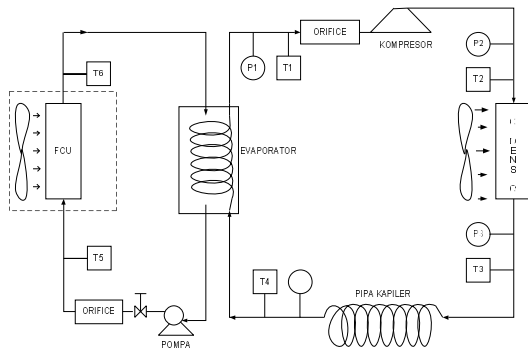 ORIFICE
KOMPRESOR
P1
T1
P2
T2
T6
FCU
EVAPORATOR
P3
T3
T5
T4
PIPA KAPILER
ORIFICE
POMPA